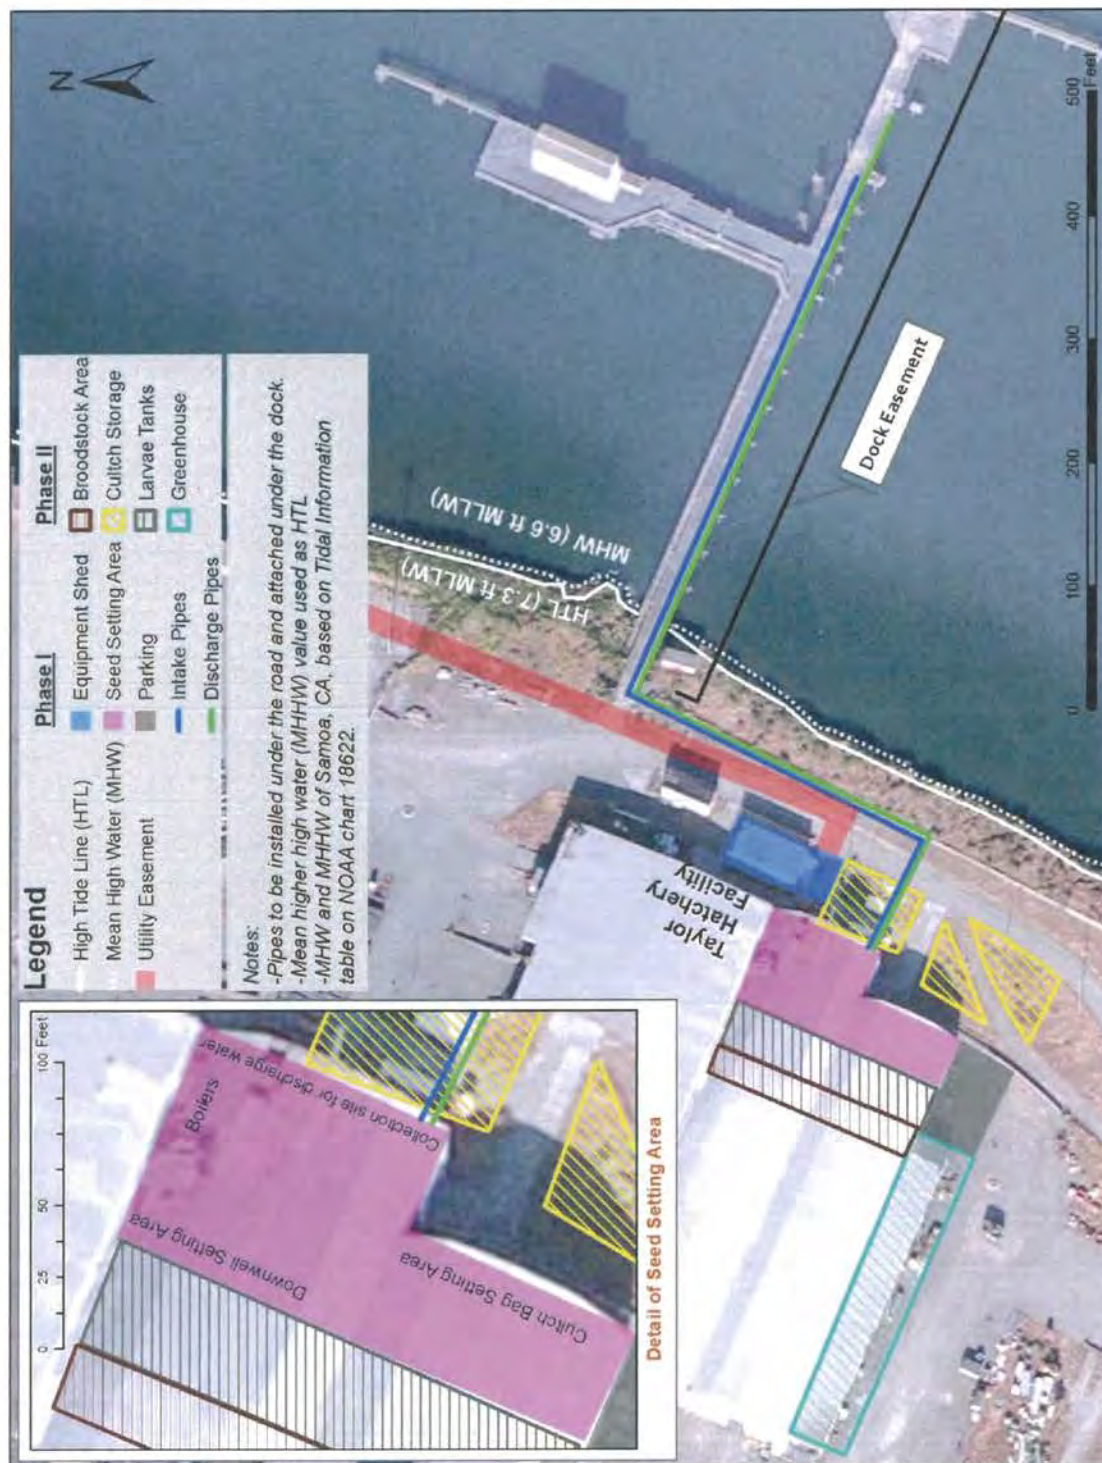 Legend
Phase I
Phase II
High Tide Line (HTL)
Equipment Shed
Broodstock Area
Mean High Water (MHW)
Seed Setting Area
Cultch Storage
Utility Easement
Parking
Larvae Tanks
Intake Pipes
Greenhouse
Discharge Pipes
Notes:
-Pipes to be installed under the road and attached under the dock.
-Mean higher high water (MHHW) value used as HTL
-MHW and MHHW of Samoa, CA, based on Tidal Information
table on NOAA chart 18622.
N
HTL (7.3 ft MLLW)
MHW (6.6 ft MLLW)
Dock Easement
Taylor
Hatchery
Facility
0 100 200 300 400 500
Feet
0 25 50 100 Feet
Boilers
Collection site for discharge water
Downwell Setting Area
Cultch Bag Setting Area
Detail of Seed Setting Area